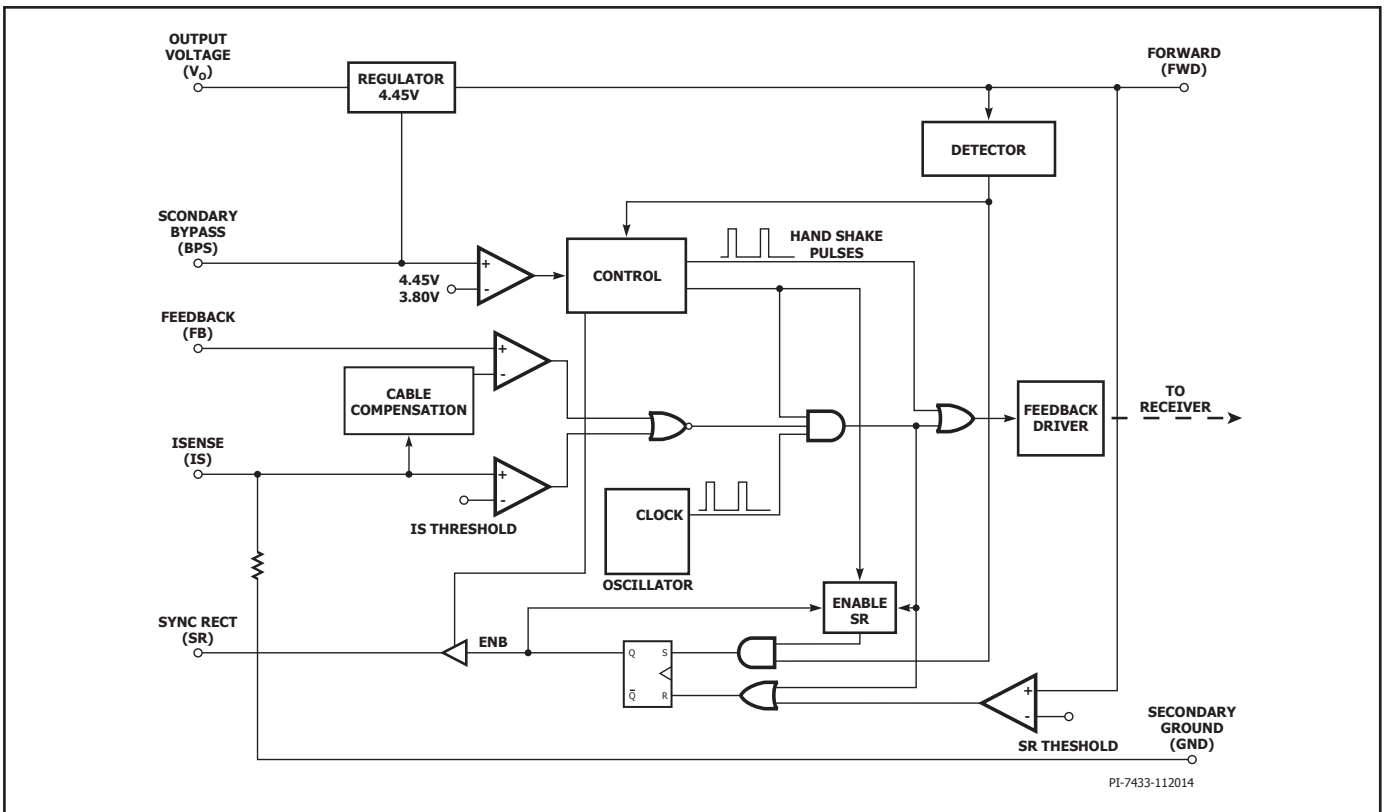 OUTPUT
VOLTAGE
(VO)
REGULATOR
4.45V
FORWARD
(FWD)
DETECTOR
SCONDARY
BYPASS
(BPS)
+
-
4.45V
3.80V
CONTROL
HAND SHAKE
PULSES
FEEDBACK
(FB)
+
-
CABLE
COMPENSATION
FEEDBACK
DRIVER
TO
RECEIVER
ISENSE
(IS)
+
-
IS THRESHOLD
CLOCK
OSCILLATOR
ENABLE
SR
SYNC RECT
(SR)
ENB
Q
S
Q̅
R
+
-
SR THESHOLD
SECONDARY
GROUND
(GND)
PI-7433-112014